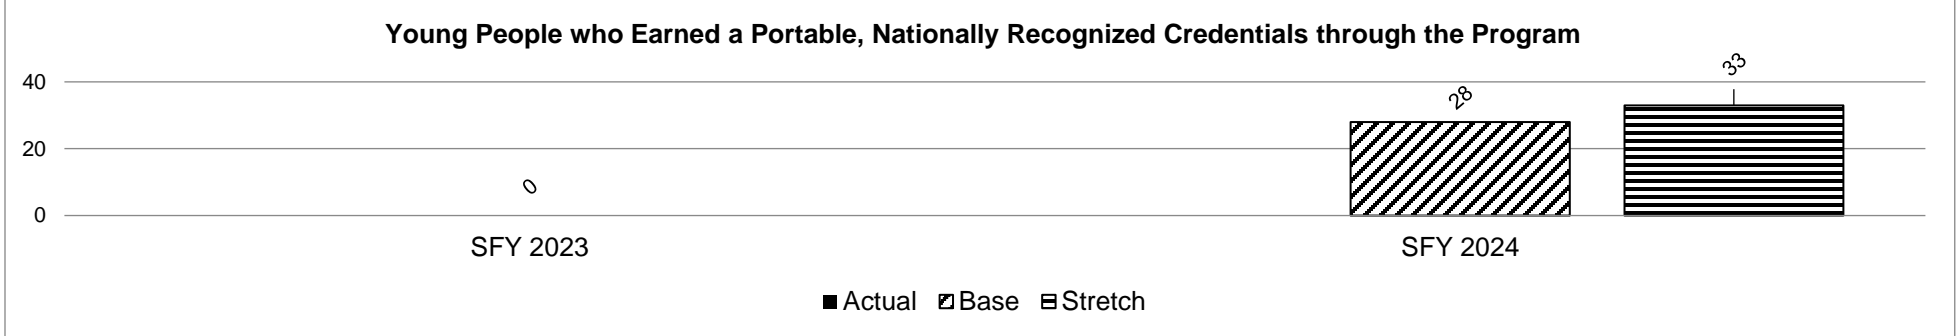 Young People who Earned a Portable, Nationally Recognized Credentials through the Program
40
20
0
0
28
33
SFY 2023
SFY 2024
Actual
Base
Stretch